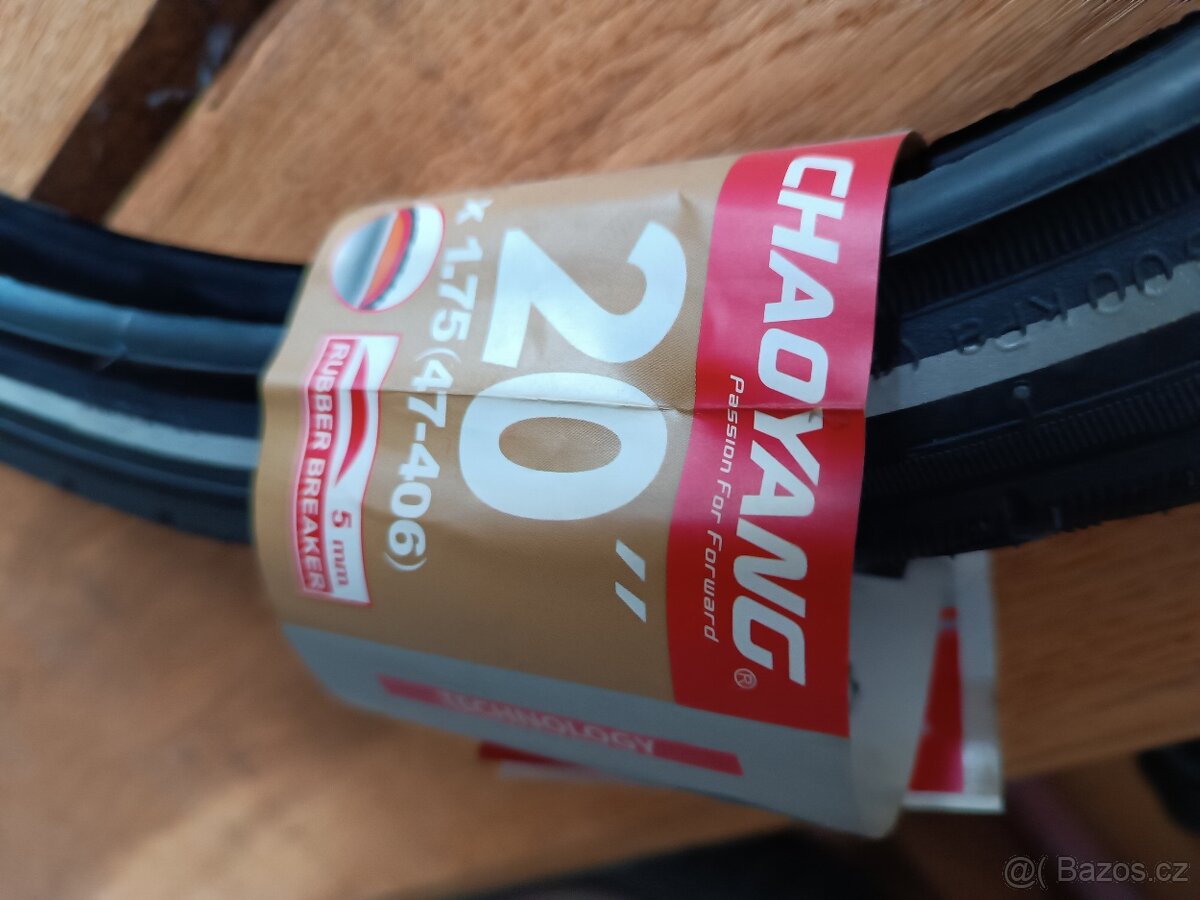 CHAOYANG®
Passion For Forward
20"
x 1.75 (47-406)
5 mm
RUBBER BREAKER
TECHNOLOGY
@( Bazos.cz